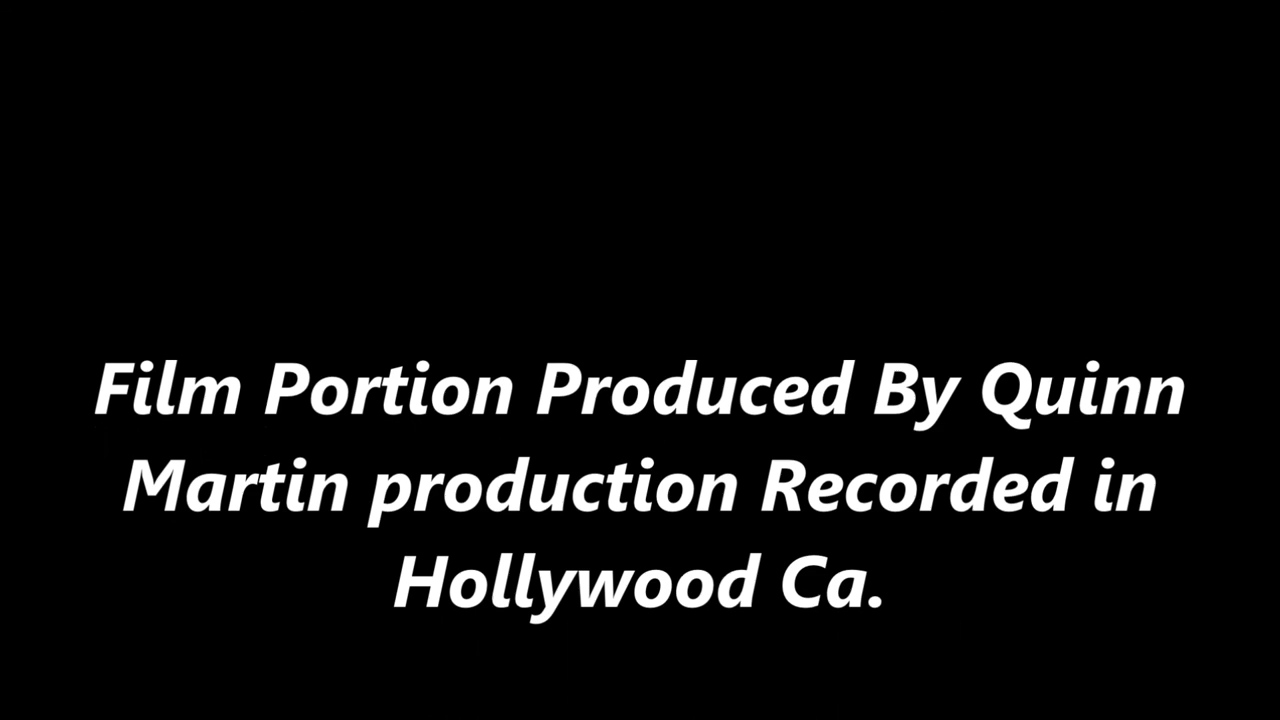 Film Portion Produced By Quinn
Martin production Recorded in
Hollywood Ca.